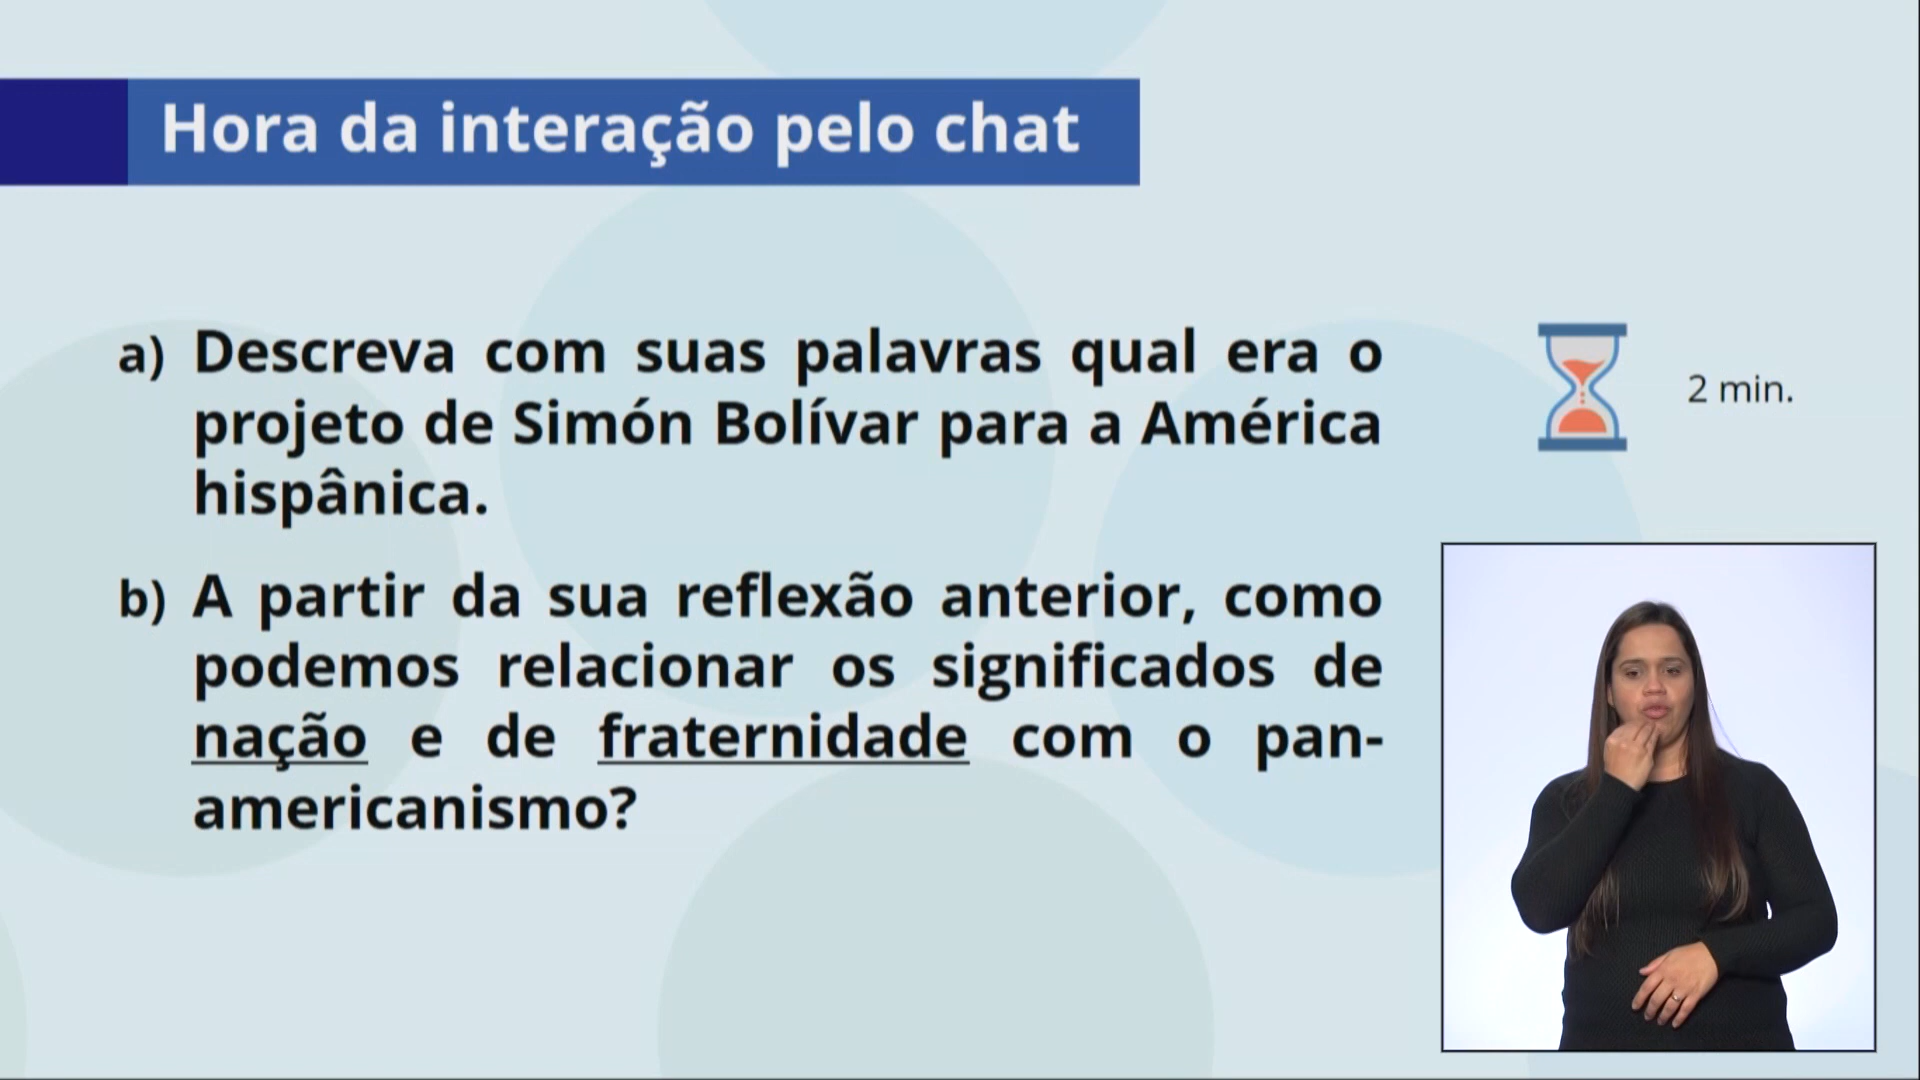 Hora da interação pelo chat
a) Descreva com suas palavras qual era o
projeto de Simón Bolívar para a América
hispânica.
2 min.
b) A partir da sua reflexão anterior, como
podemos relacionar os significados de
nação e de fraternidade com o pan-
americanismo?